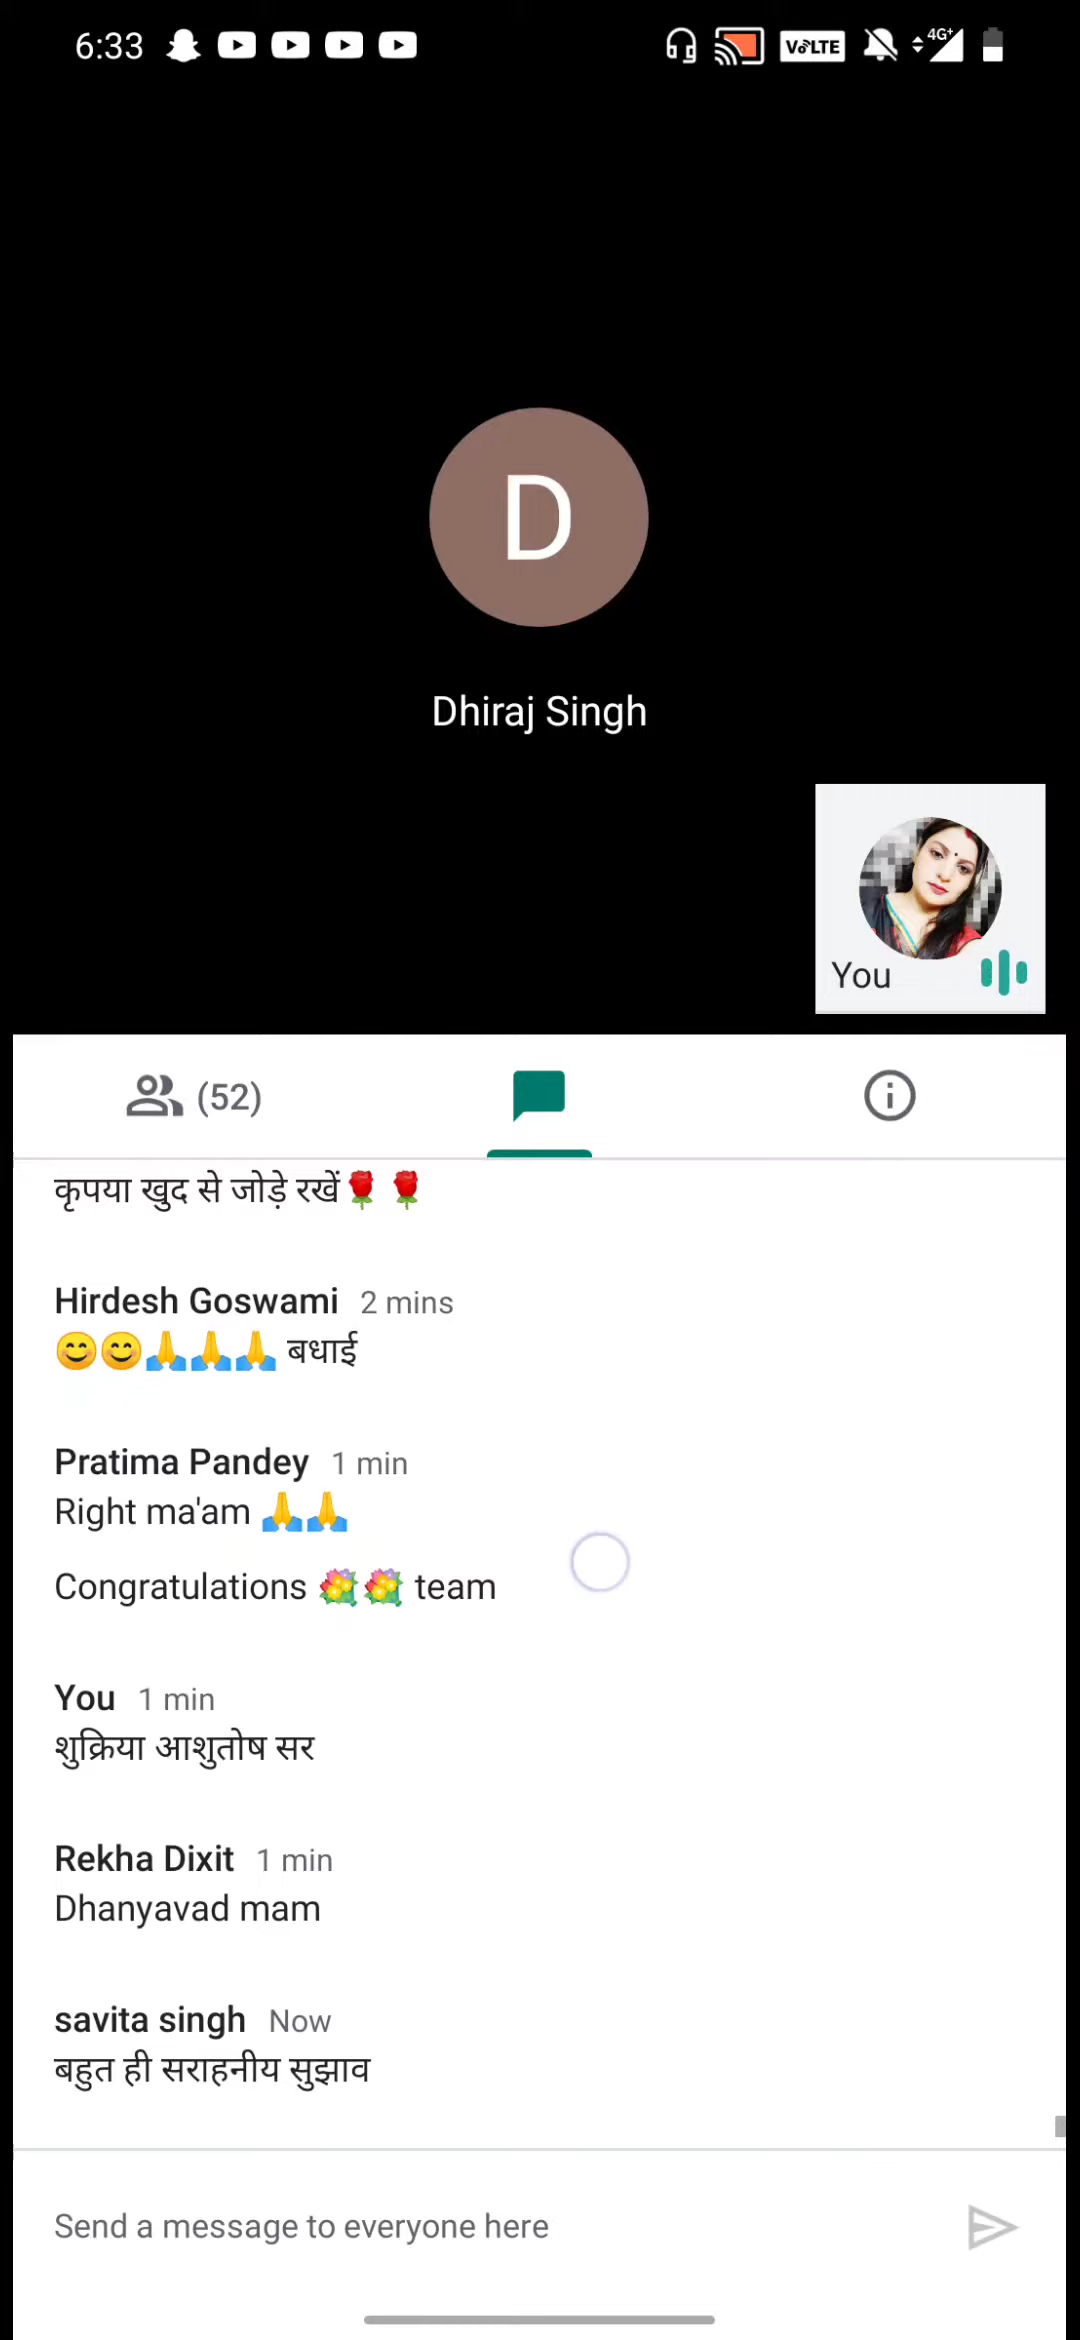 6:33
VoLTE
4G+
D
Dhiraj Singh
You
(52)
कृपया खुद से जोड़े रखें🌹 🌹
Hirdesh Goswami 2 mins
😊😊🙏🙏🙏 बधाई
Pratima Pandey 1 min
Right ma'am 🙏🙏
Congratulations 💐💐 team
You 1 min
शुक्रिया आशुतोष सर
Rekha Dixit 1 min
Dhanyavad mam
savita singh Now
बहुत ही सराहनीय सुझाव
Send a message to everyone here